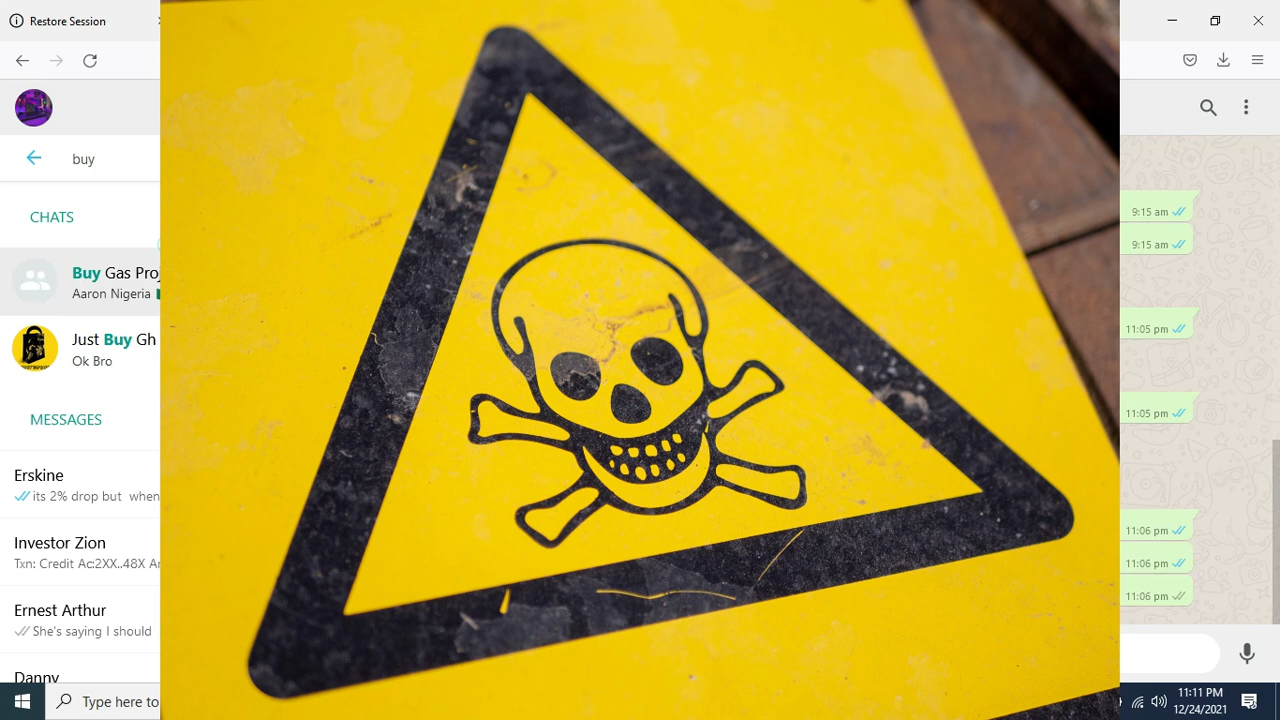 Restore Session
buy
CHATS
Buy Gas Proj
Aaron Nigeria
Just Buy Gh
Ok Bro
MESSAGES
Erskine
its 2% drop but when
Investor Zion
Txn: Credit Ac:2XX..48X Ar
Ernest Arthur
She's saying I should
Danny
Type here to
9:15 am
9:15 am
11:05 pm
11:05 pm
11:06 pm
11:06 pm
11:06 pm
11:11 PM
12/24/2021